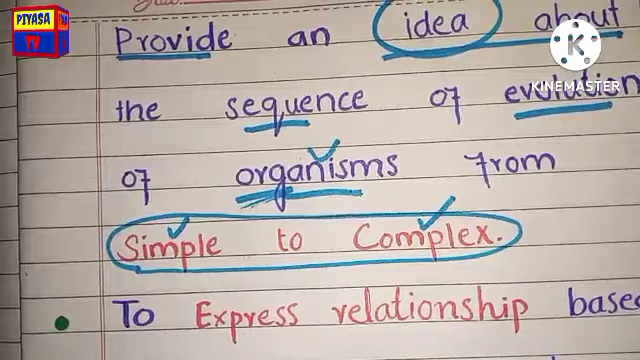 PIYASA
TV
Provide an idea about
KINEMASTER
the sequence of evolution
of organisms from
Simple to Complex.
To Express relationship based